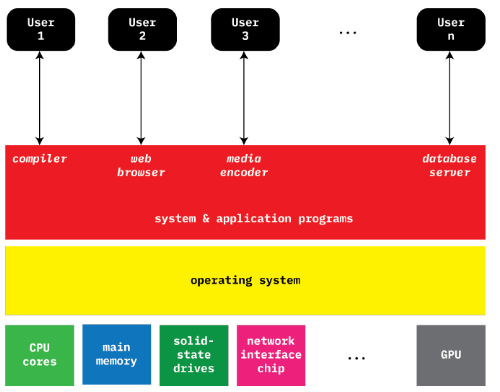 User
1
User
2
User
3
...
User
n
compiler
web
browser
media
encoder
database
server
system & application programs
operating system
CPU
cores
main
memory
solid-
state
drives
network
interface
chip
...
GPU